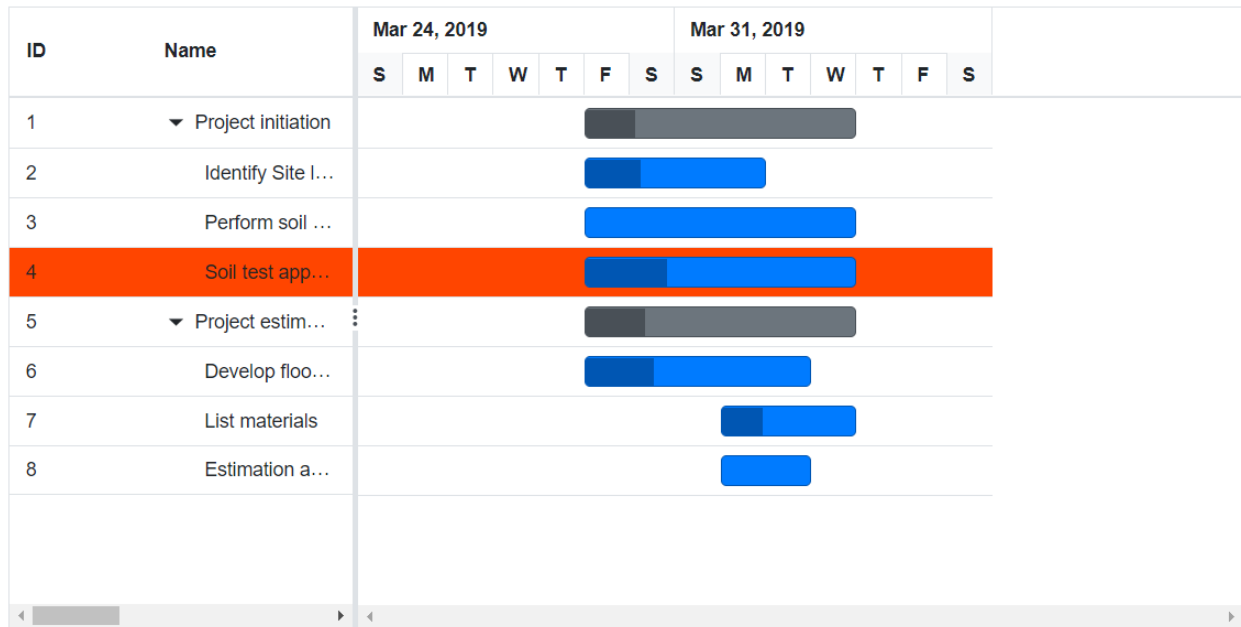 ID Name Mar 24, 2019 Mar 31, 2019
S M T W T F S S M T W T F S
1 Project initiation
2 Identify Site l...
3 Perform soil ...
4 Soil test app...
5 Project estim...
6 Develop floo...
7 List materials
8 Estimation a...